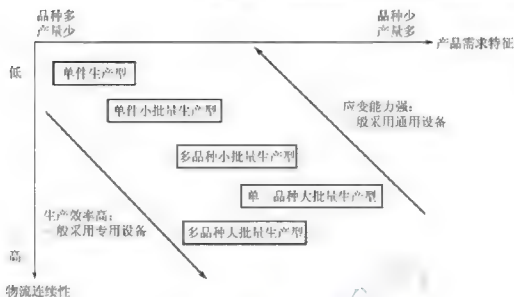 品种多
产量少
品种少
产量多
产品需求特征
低
单件生产型
单件小批量生产型
应变能力强：
般采用通用设备
多品种小批量生产型
单 品种大批量生产型
生产效率高：
般采用专用设备
多品种大批量生产型
高
物流连续性